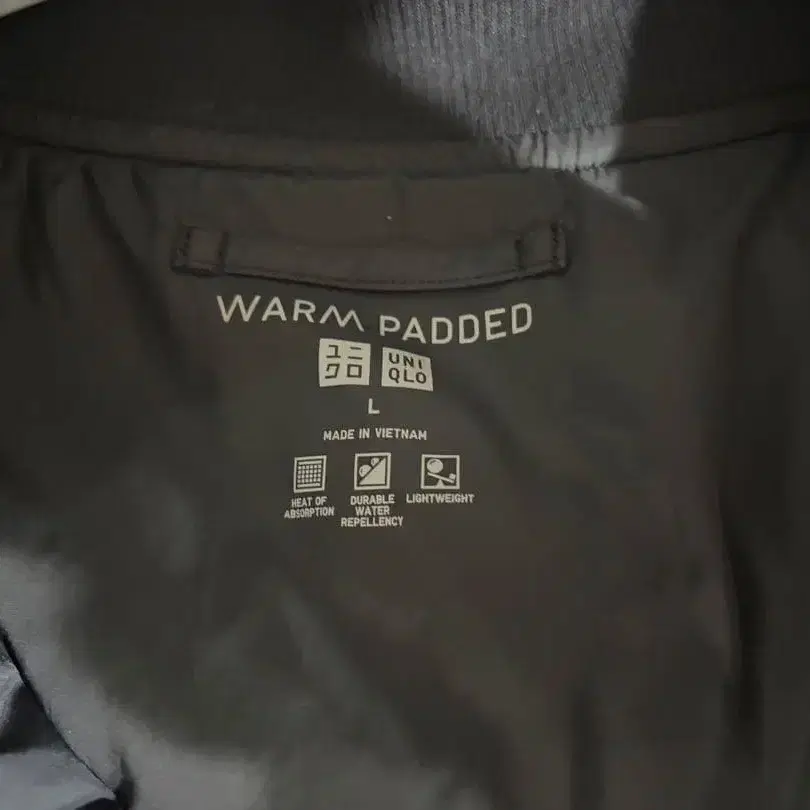 WARM PADDED
ユニ UNI
クロ QLO
L
MADE IN VIETNAM
HEAT OF ABSORPTION
DURABLE WATER REPELLENCY
LIGHTWEIGHT